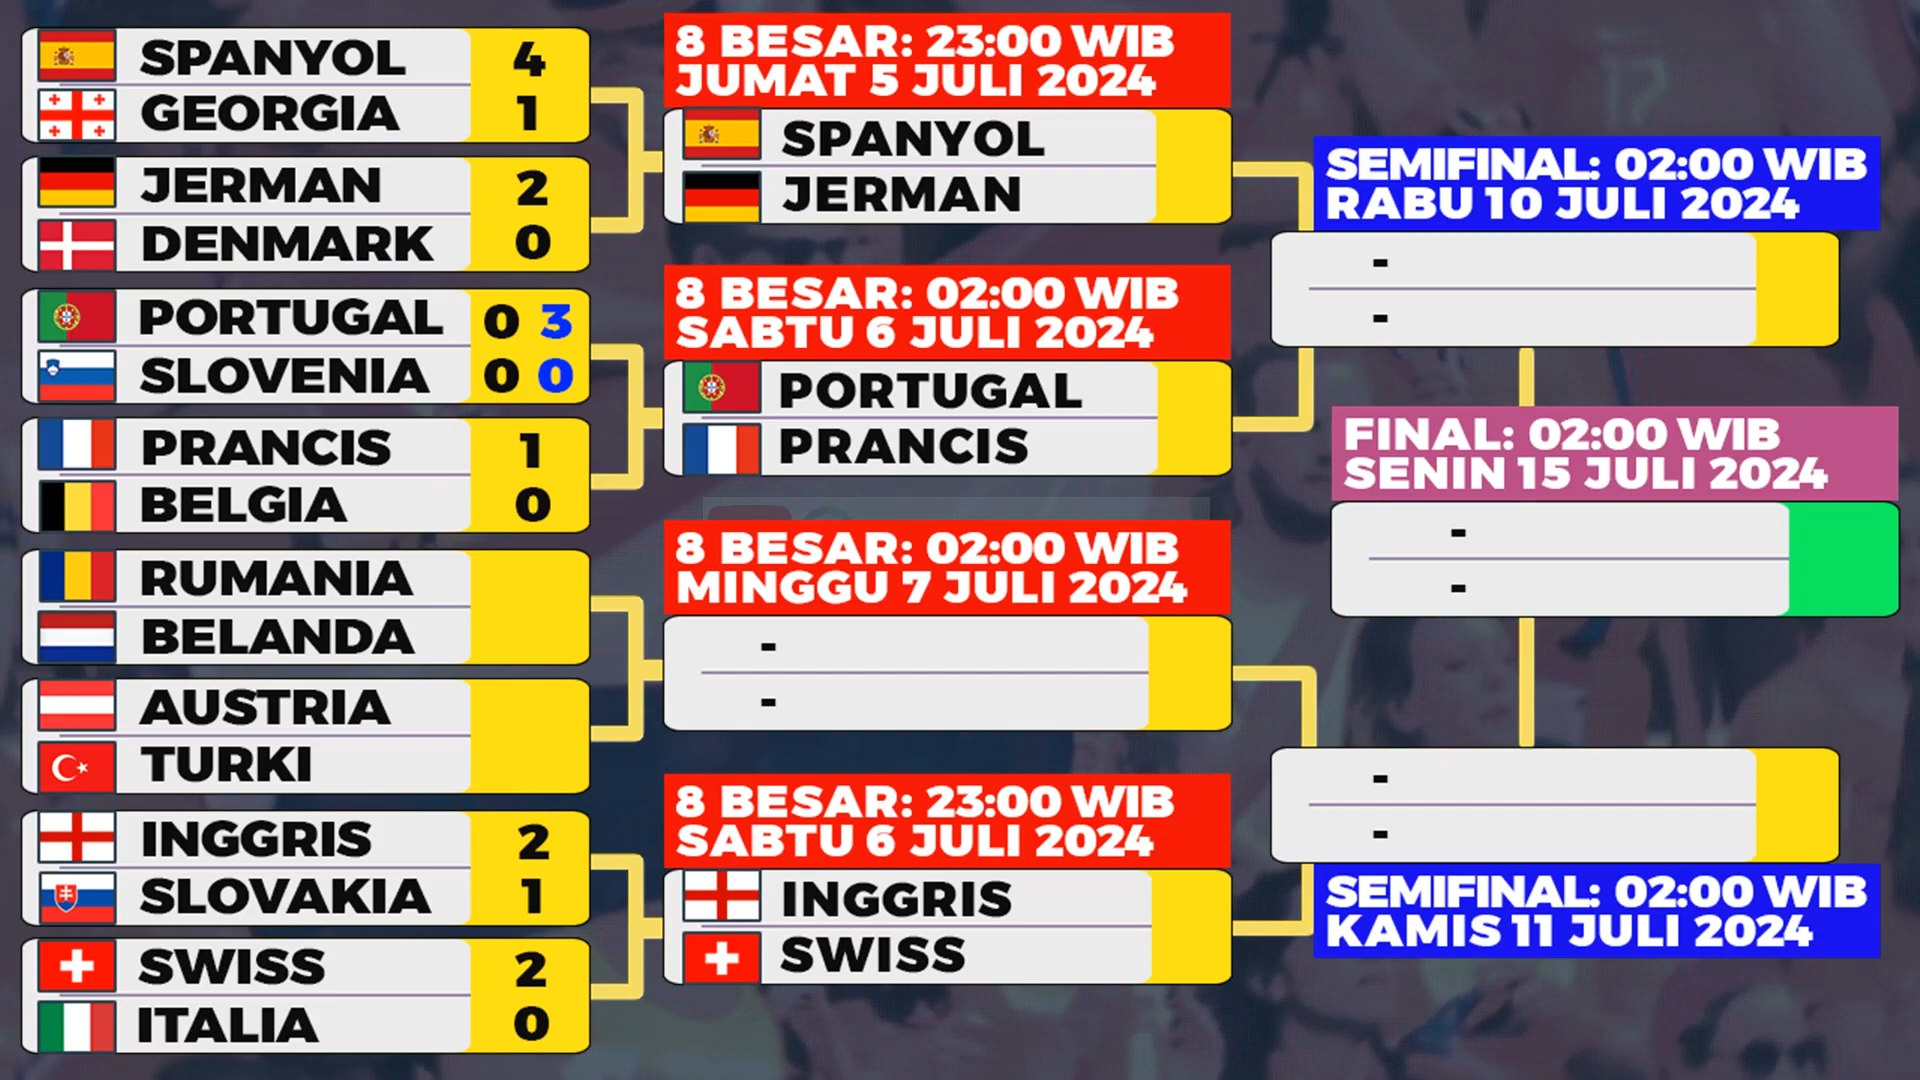 SPANYOL 4
GEORGIA 1
JERMAN 2
DENMARK 0
PORTUGAL 0 3
SLOVENIA 0 0
PRANCIS 1
BELGIA 0
RUMANIA
BELANDA
AUSTRIA
TURKI
INGGRIS 2
SLOVAKIA 1
SWISS 2
ITALIA 0
8 BESAR: 23:00 WIB
JUMAT 5 JULI 2024
SPANYOL
JERMAN
8 BESAR: 02:00 WIB
SABTU 6 JULI 2024
PORTUGAL
PRANCIS
8 BESAR: 02:00 WIB
MINGGU 7 JULI 2024
-
-
8 BESAR: 23:00 WIB
SABTU 6 JULI 2024
INGGRIS
SWISS
SEMIFINAL: 02:00 WIB
RABU 10 JULI 2024
-
-
FINAL: 02:00 WIB
SENIN 15 JULI 2024
-
-
-
-
SEMIFINAL: 02:00 WIB
KAMIS 11 JULI 2024